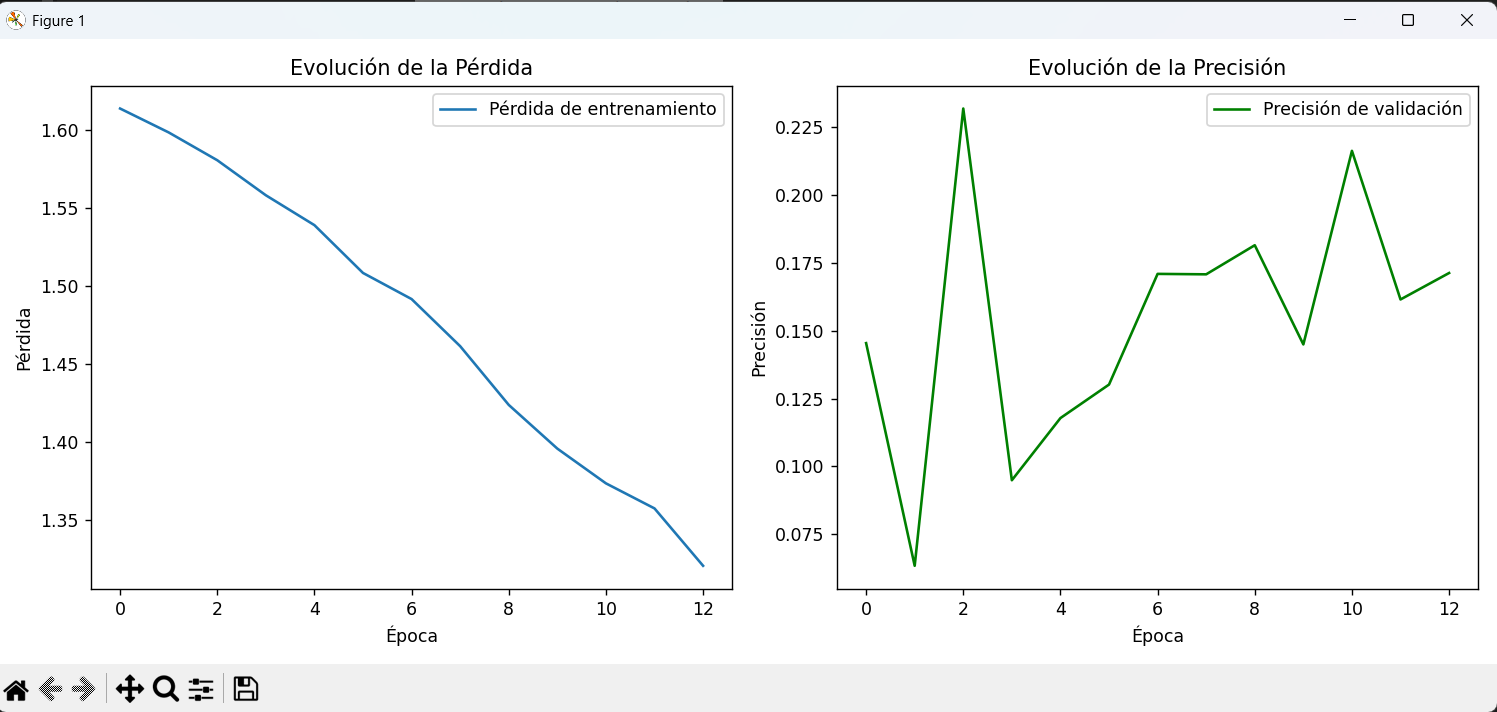 Figure 1
Evolución de la Pérdida
Pérdida de entrenamiento
1.60
1.55
1.50
1.45
1.40
1.35
Pérdida
0 2 4 6 8 10 12
Época
Evolución de la Precisión
Precisión de validación
0.225
0.200
0.175
0.150
0.125
0.100
0.075
Precisión
0 2 4 6 8 10 12
Época